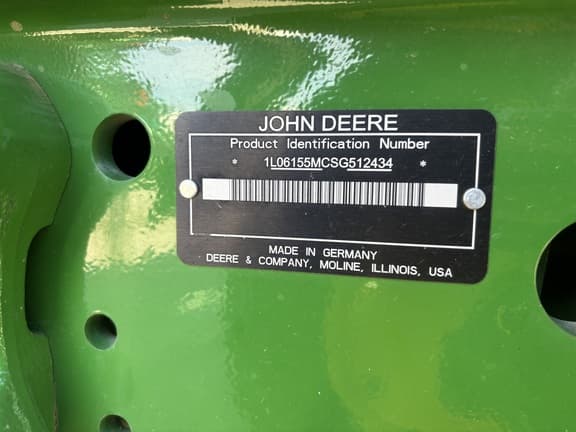 JOHN DEERE
Product Identification Number
* 1L06155MCSG512434 *
MADE IN GERMANY
DEERE & COMPANY, MOLINE, ILLINOIS, USA